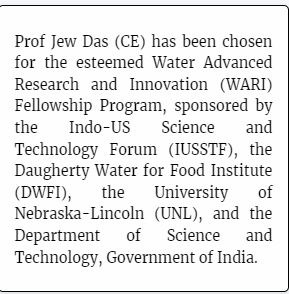 Prof Jew Das (CE) has been chosen
for the esteemed Water Advanced
Research and Innovation (WARI)
Fellowship Program, sponsored by
the Indo-US Science and
Technology Forum (IUSSTF), the
Daugherty Water for Food Institute
(DWFI), the University of
Nebraska-Lincoln (UNL), and the
Department of Science and
Technology, Government of India.